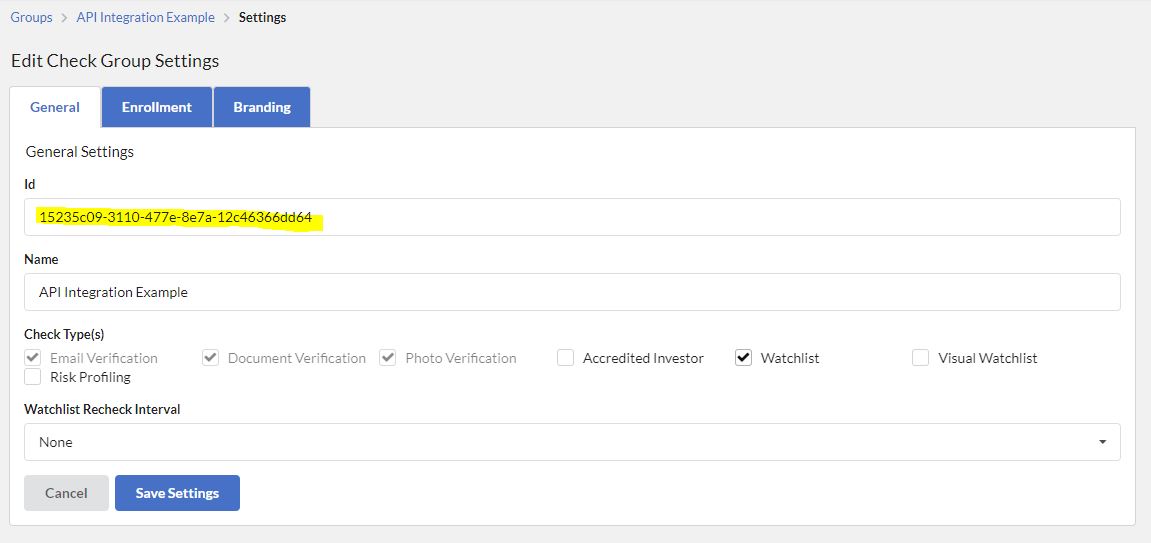 Groups > API Integration Example > Settings
Edit Check Group Settings
General Enrollment Branding
General Settings
Id
15235c09-3110-477e-8e7a-12c46366dd64
Name
API Integration Example
Check Type(s)
Email Verification Document Verification Photo Verification Accredited Investor Watchlist Visual Watchlist
Risk Profiling
Watchlist Recheck Interval
None
Cancel Save Settings